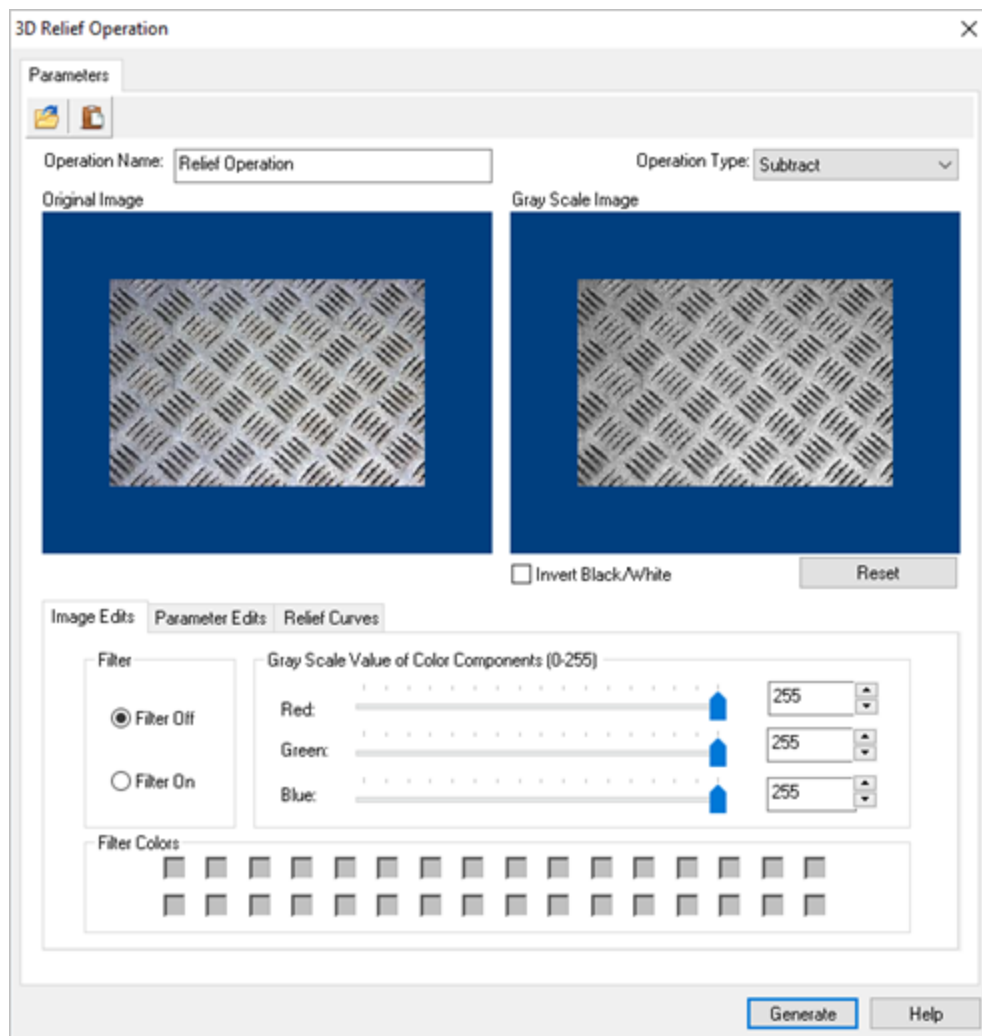 3D Relief Operation
Parameters
Operation Name: Relief Operation Operation Type: Subtract
Original Image Gray Scale Image
Invert Black/White Reset
Image Edits Parameter Edits Relief Curves
Filter Gray Scale Value of Color Components (0-255)
Red: 255
Filter Off
Green: 255
Filter On
Blue: 255
Filter Colors
Generate Help